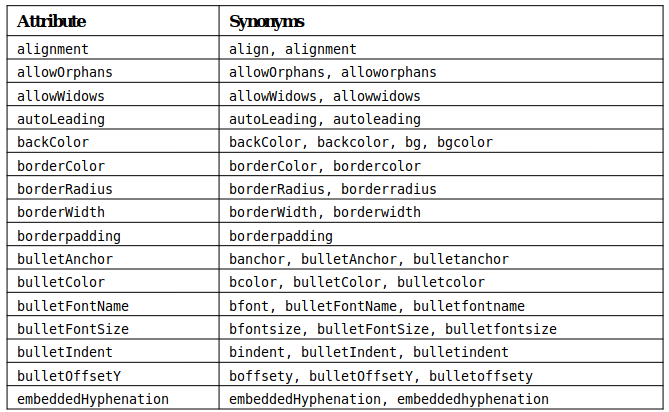 Attribute Synonyms
alignment align, alignment
allowOrphans allowOrphans, alloworphans
allowWidows allowWidows, allowwidows
autoLeading autoLeading, autoleading
backColor backColor, backcolor, bg, bgcolor
borderColor borderColor, bordercolor
borderRadius borderRadius, borderradius
borderWidth borderWidth, borderwidth
borderpadding borderpadding
bulletAnchor banchor, bulletAnchor, bulletanchor
bulletColor bcolor, bulletColor, bulletcolor
bulletFontName bfont, bulletFontName, bulletfontname
bulletFontSize bfontsize, bulletFontSize, bulletfontsize
bulletIndent bindent, bulletIndent, bulletindent
bulletOffsetY boffsety, bulletOffsetY, bulletoffsety
embeddedHyphenation embeddedHyphenation, embeddedhyphenation